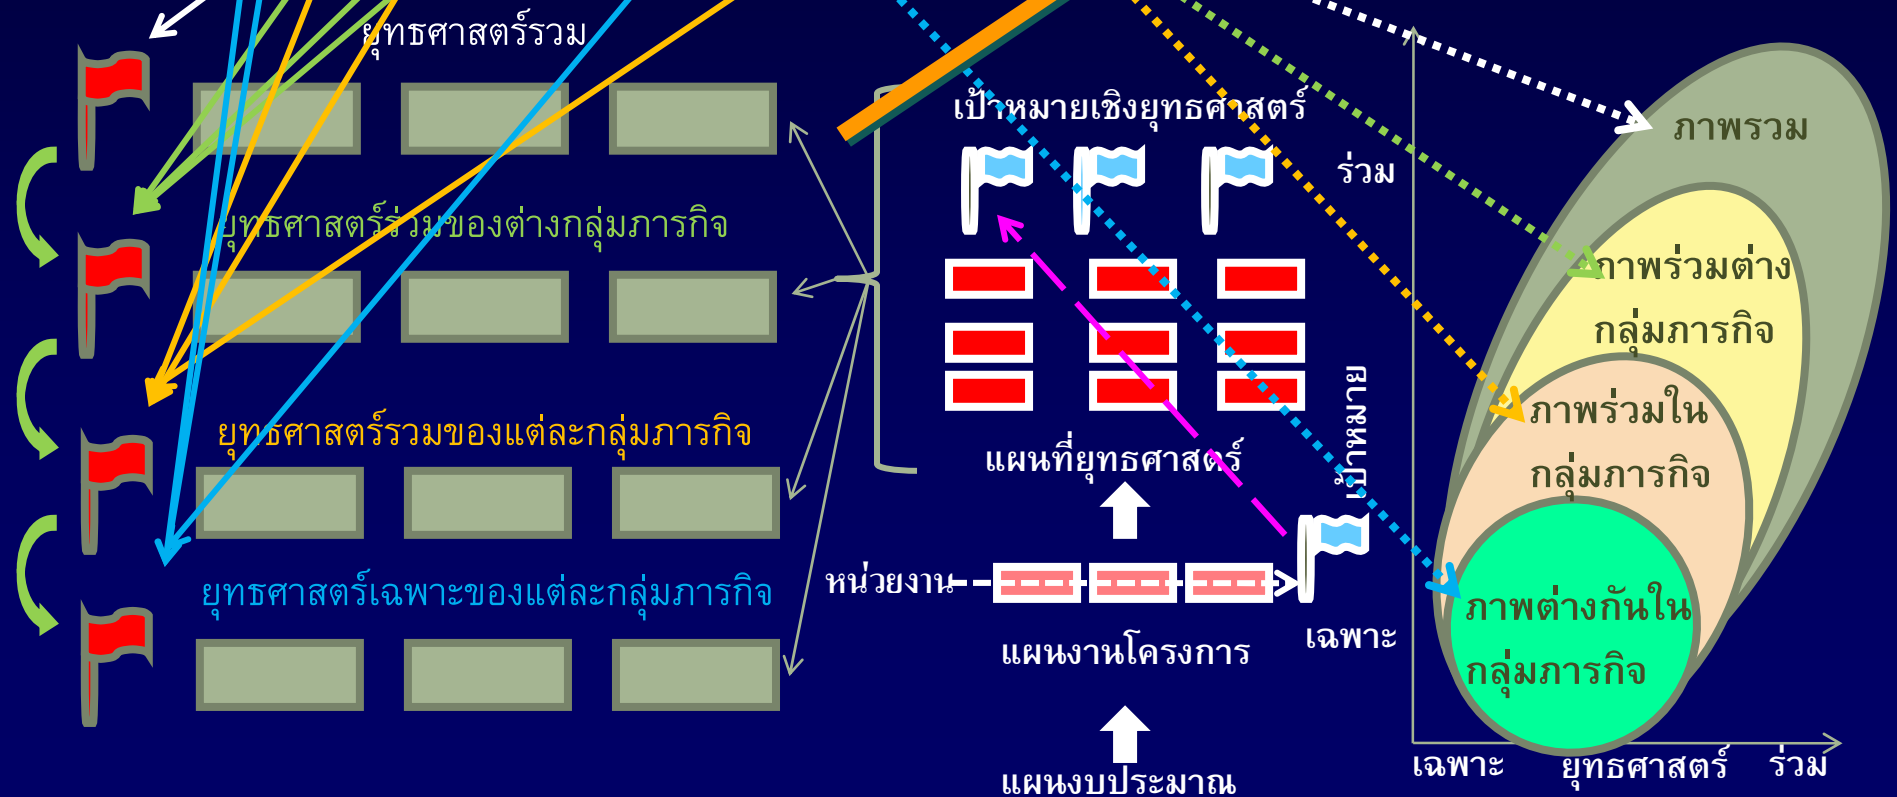 ยุทธศาสตร์รวม
ยุทธศาสตร์ร่วมของต่างกลุ่มภารกิจ
ยุทธศาสตร์รวมของแต่ละกลุ่มภารกิจ
ยุทธศาสตร์เฉพาะของแต่ละกลุ่มภารกิจ
เป้าหมายเชิงยุทธศาสตร์
แผนที่ยุทธศาสตร์
หน่วยงาน
แผนงานโครงการ
แผนงบประมาณ
ร่วม
เป้าหมาย
เฉพาะ
ภาพรวม
ภาพร่วมต่าง
กลุ่มภารกิจ
ภาพร่วมใน
กลุ่มภารกิจ
ภาพต่างกันใน
กลุ่มภารกิจ
เฉพาะ ยุทธศาสตร์ ร่วม